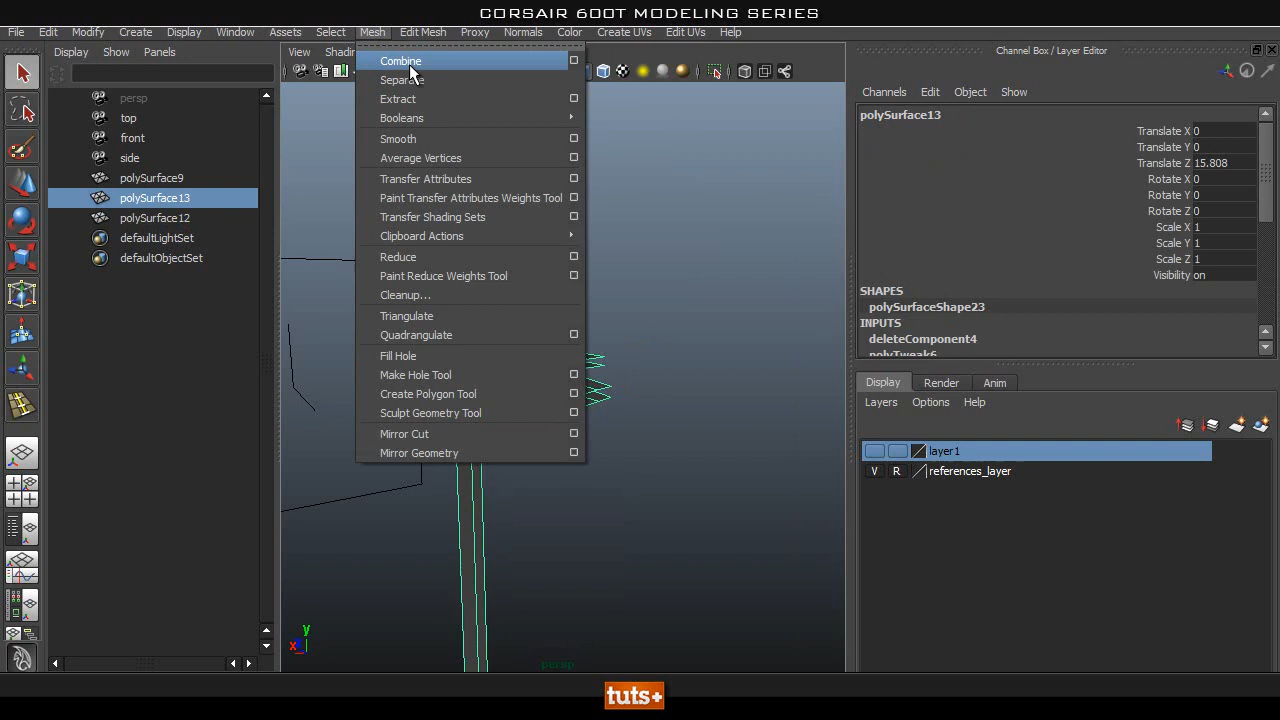 CORSAIR 600T MODELING SERIES
File Edit Modify Create Display Window Assets Select Mesh Edit Mesh Proxy Normals Color Create UVs Edit UVs Help
Display Show Panels
View Shadi
Combine
Separate
Extract
Booleans
Smooth
Average Vertices
Transfer Attributes
Paint Transfer Attributes Weights Tool
Transfer Shading Sets
Clipboard Actions
Reduce
Paint Reduce Weights Tool
Cleanup...
Triangulate
Quadrangulate
Fill Hole
Make Hole Tool
Create Polygon Tool
Sculpt Geometry Tool
Mirror Cut
Mirror Geometry
persp
top
front
side
polySurface9
polySurface13
polySurface12
defaultLightSet
defaultObjectSet
y
x
persp
Channel Box / Layer Editor
Channels Edit Object Show
polySurface13
Translate X 0
Translate Y 0
Translate Z 15.808
Rotate X 0
Rotate Y 0
Rotate Z 0
Scale X 1
Scale Y 1
Scale Z 1
Visibility on
SHAPES
polySurfaceShape23
INPUTS
deleteComponent4
polyTweak6
Display Render Anim
Layers Options Help
layer1
V R references_layer
tuts+